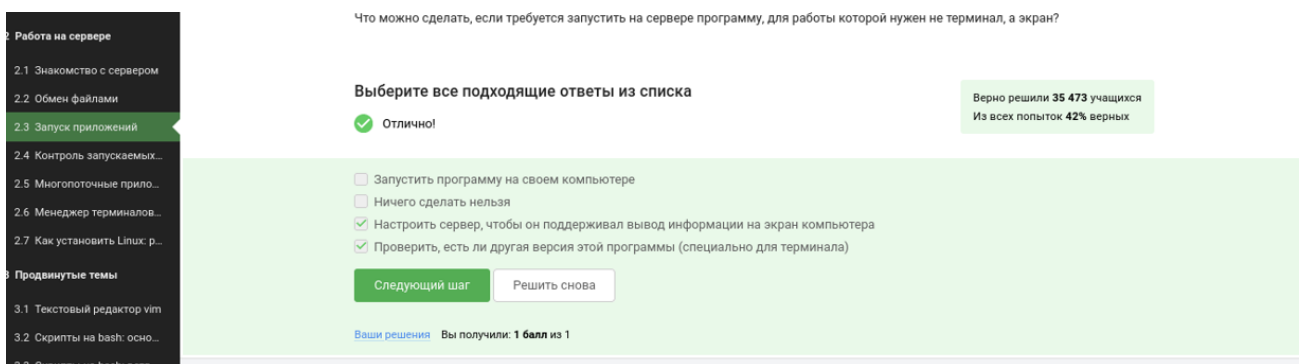 Что можно сделать, если требуется запустить на сервере программу, для работы которой нужен не терминал, а экран?
2 Работа на сервере
2.1 Знакомство с сервером
2.2 Обмен файлами
2.3 Запуск приложений
2.4 Контроль запускаемых...
2.5 Многопоточные прило...
2.6 Менеджер терминалов...
2.7 Как установить Linux: р...
3 Продвинутые темы
3.1 Текстовый редактор vim
3.2 Скрипты на bash: осно...
Выберите все подходящие ответы из списка
Отлично!
Верно решили 35 473 учащихся
Из всех попыток 42% верных
Запустить программу на своем компьютере
Ничего сделать нельзя
Настроить сервер, чтобы он поддерживал вывод информации на экран компьютера
Проверить, есть ли другая версия этой программы (специально для терминала)
Следующий шаг
Решить снова
Ваши решения Вы получили: 1 балл из 1